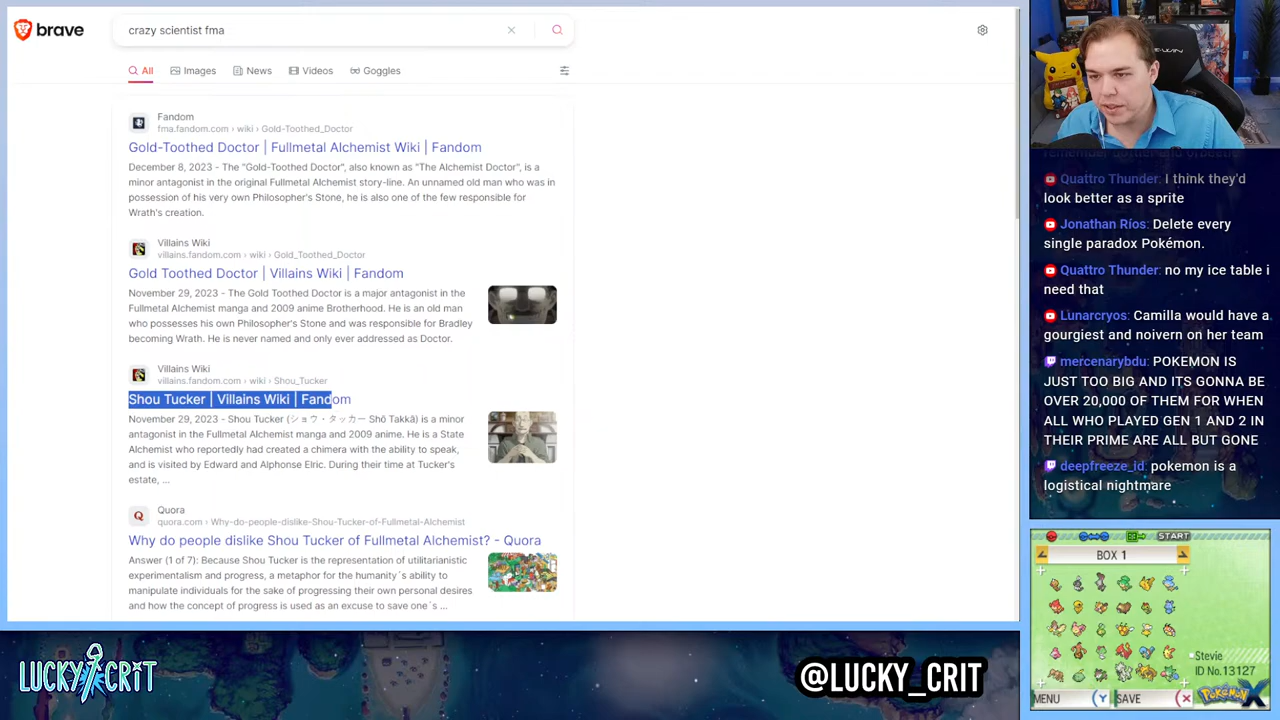 brave
crazy scientist fma
All
Images
News
Videos
Goggles
Fandom
fma.fandom.com › wiki › Gold-Toothed_Doctor
Gold-Toothed Doctor | Fullmetal Alchemist Wiki | Fandom
December 8, 2023 - The "Gold-Toothed Doctor", also known as "The Alchemist Doctor", is a
minor antagonist in the original Fullmetal Alchemist story-line. An unnamed old man who was in
possession of his very own Philosopher's Stone, he is also one of the few responsible for
Wrath's creation.
Villains Wiki
villains.fandom.com › wiki › Gold_Toothed_Doctor
Gold Toothed Doctor | Villains Wiki | Fandom
November 29, 2023 - The Gold Toothed Doctor is a major antagonist in the
Fullmetal Alchemist manga and 2009 anime Brotherhood. He is an old man
who possesses his own Philosopher's Stone and was responsible for Bradley
becoming Wrath. He is never named and only ever addressed as Doctor.
Villains Wiki
villains.fandom.com › wiki › Shou_Tucker
Shou Tucker | Villains Wiki | Fandom
November 29, 2023 - Shou Tucker (ショウ・タッカー Shō Takkā) is a minor
antagonist in the Fullmetal Alchemist manga and 2009 anime. He is a State
Alchemist who reportedly had created a chimera with the ability to speak,
and is visited by Edward and Alphonse Elric. During their time at Tucker's
estate, ...
Quora
quora.com › Why-do-people-dislike-Shou-Tucker-of-Fullmetal-Alchemist
Why do people dislike Shou Tucker of Fullmetal Alchemist? - Quora
Answer (1 of 7): Because Shou Tucker is the representation of utilitarianistic
experimentalism and progress, a metaphor for the humanity´s ability to
manipulate individuals for the sake of progressing their own personal desires
and how the concept of progress is used as an excuse to save one´s ...
Quattro Thunder: I think they'd
look better as a sprite
Jonathan Ríos: Delete every
single paradox Pokémon.
Quattro Thunder: no my ice table i
need that
Lunarcryos: Camilla would have a
gourgiest and noivern on her team
mercenarybdu: POKEMON IS
JUST TOO BIG AND ITS GONNA BE
OVER 20,000 OF THEM FOR WHEN
ALL WHO PLAYED GEN 1 AND 2 IN
THEIR PRIME ARE ALL BUT GONE
deepfreeze_id: pokemon is a
logistical nightmare
START
BOX 1
Stevie
ID No.13127
MENU
Y
SAVE
X
Pokémon X
LUCKY CRIT
@LUCKY_CRIT